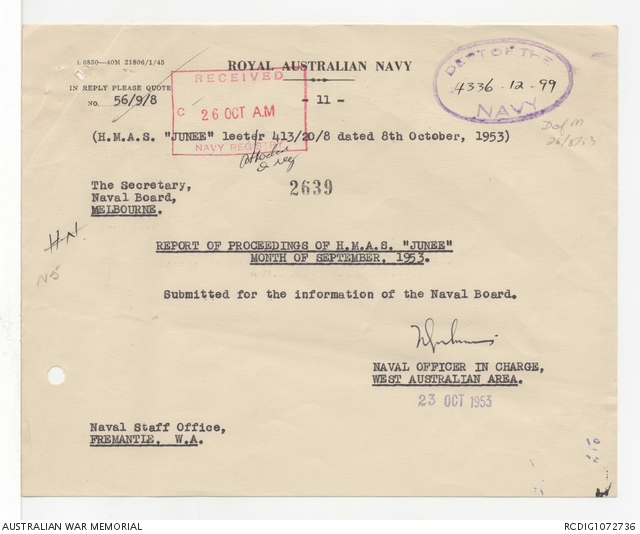 6830—40M 21806/1/45
ROYAL AUSTRALIAN NAVY
IN REPLY PLEASE QUOTE
No. 56/9/8
RECEIVED
C 26 OCT A.M
NAVY REGISTRY
- 11 -
DEPT OF THE
4336.12.99
NAVY
(H.M.A.S. "JUNEE" leeter 413/20/8 dated 8th October, 1953)
The Secretary,
Naval Board,
MELBOURNE.
2639
REPORT OF PROCEEDINGS OF H.M.A.S. "JUNEE"
MONTH OF SEPTEMBER, 1953.
Submitted for the information of the Naval Board.
NAVAL OFFICER IN CHARGE,
WEST AUSTRALIAN AREA.
23 OCT 1953
Naval Staff Office,
FREMANTLE, W.A.
AUSTRALIAN WAR MEMORIAL
RCDIG1072736